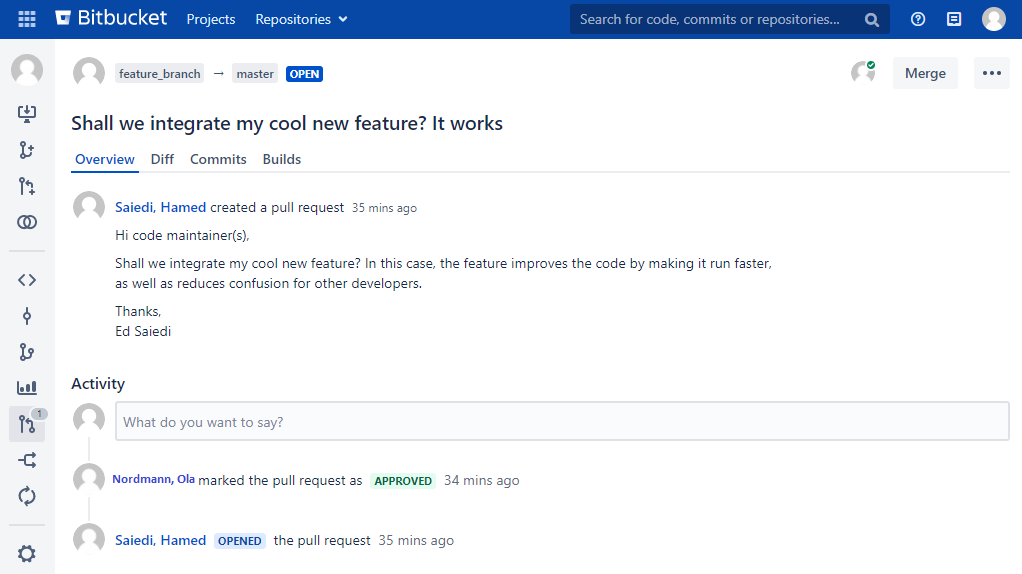 Bitbucket Projects Repositories Search for code, commits or repositories...
feature_branch → master OPEN Merge
Shall we integrate my cool new feature? It works
Overview Diff Commits Builds
Saiedi, Hamed created a pull request 35 mins ago
Hi code maintainer(s),
Shall we integrate my cool new feature? In this case, the feature improves the code by making it run faster,
as well as reduces confusion for other developers.
Thanks,
Ed Saiedi
Activity
1
What do you want to say?
Nordmann, Ola marked the pull request as APPROVED 34 mins ago
Saiedi, Hamed OPENED the pull request 35 mins ago